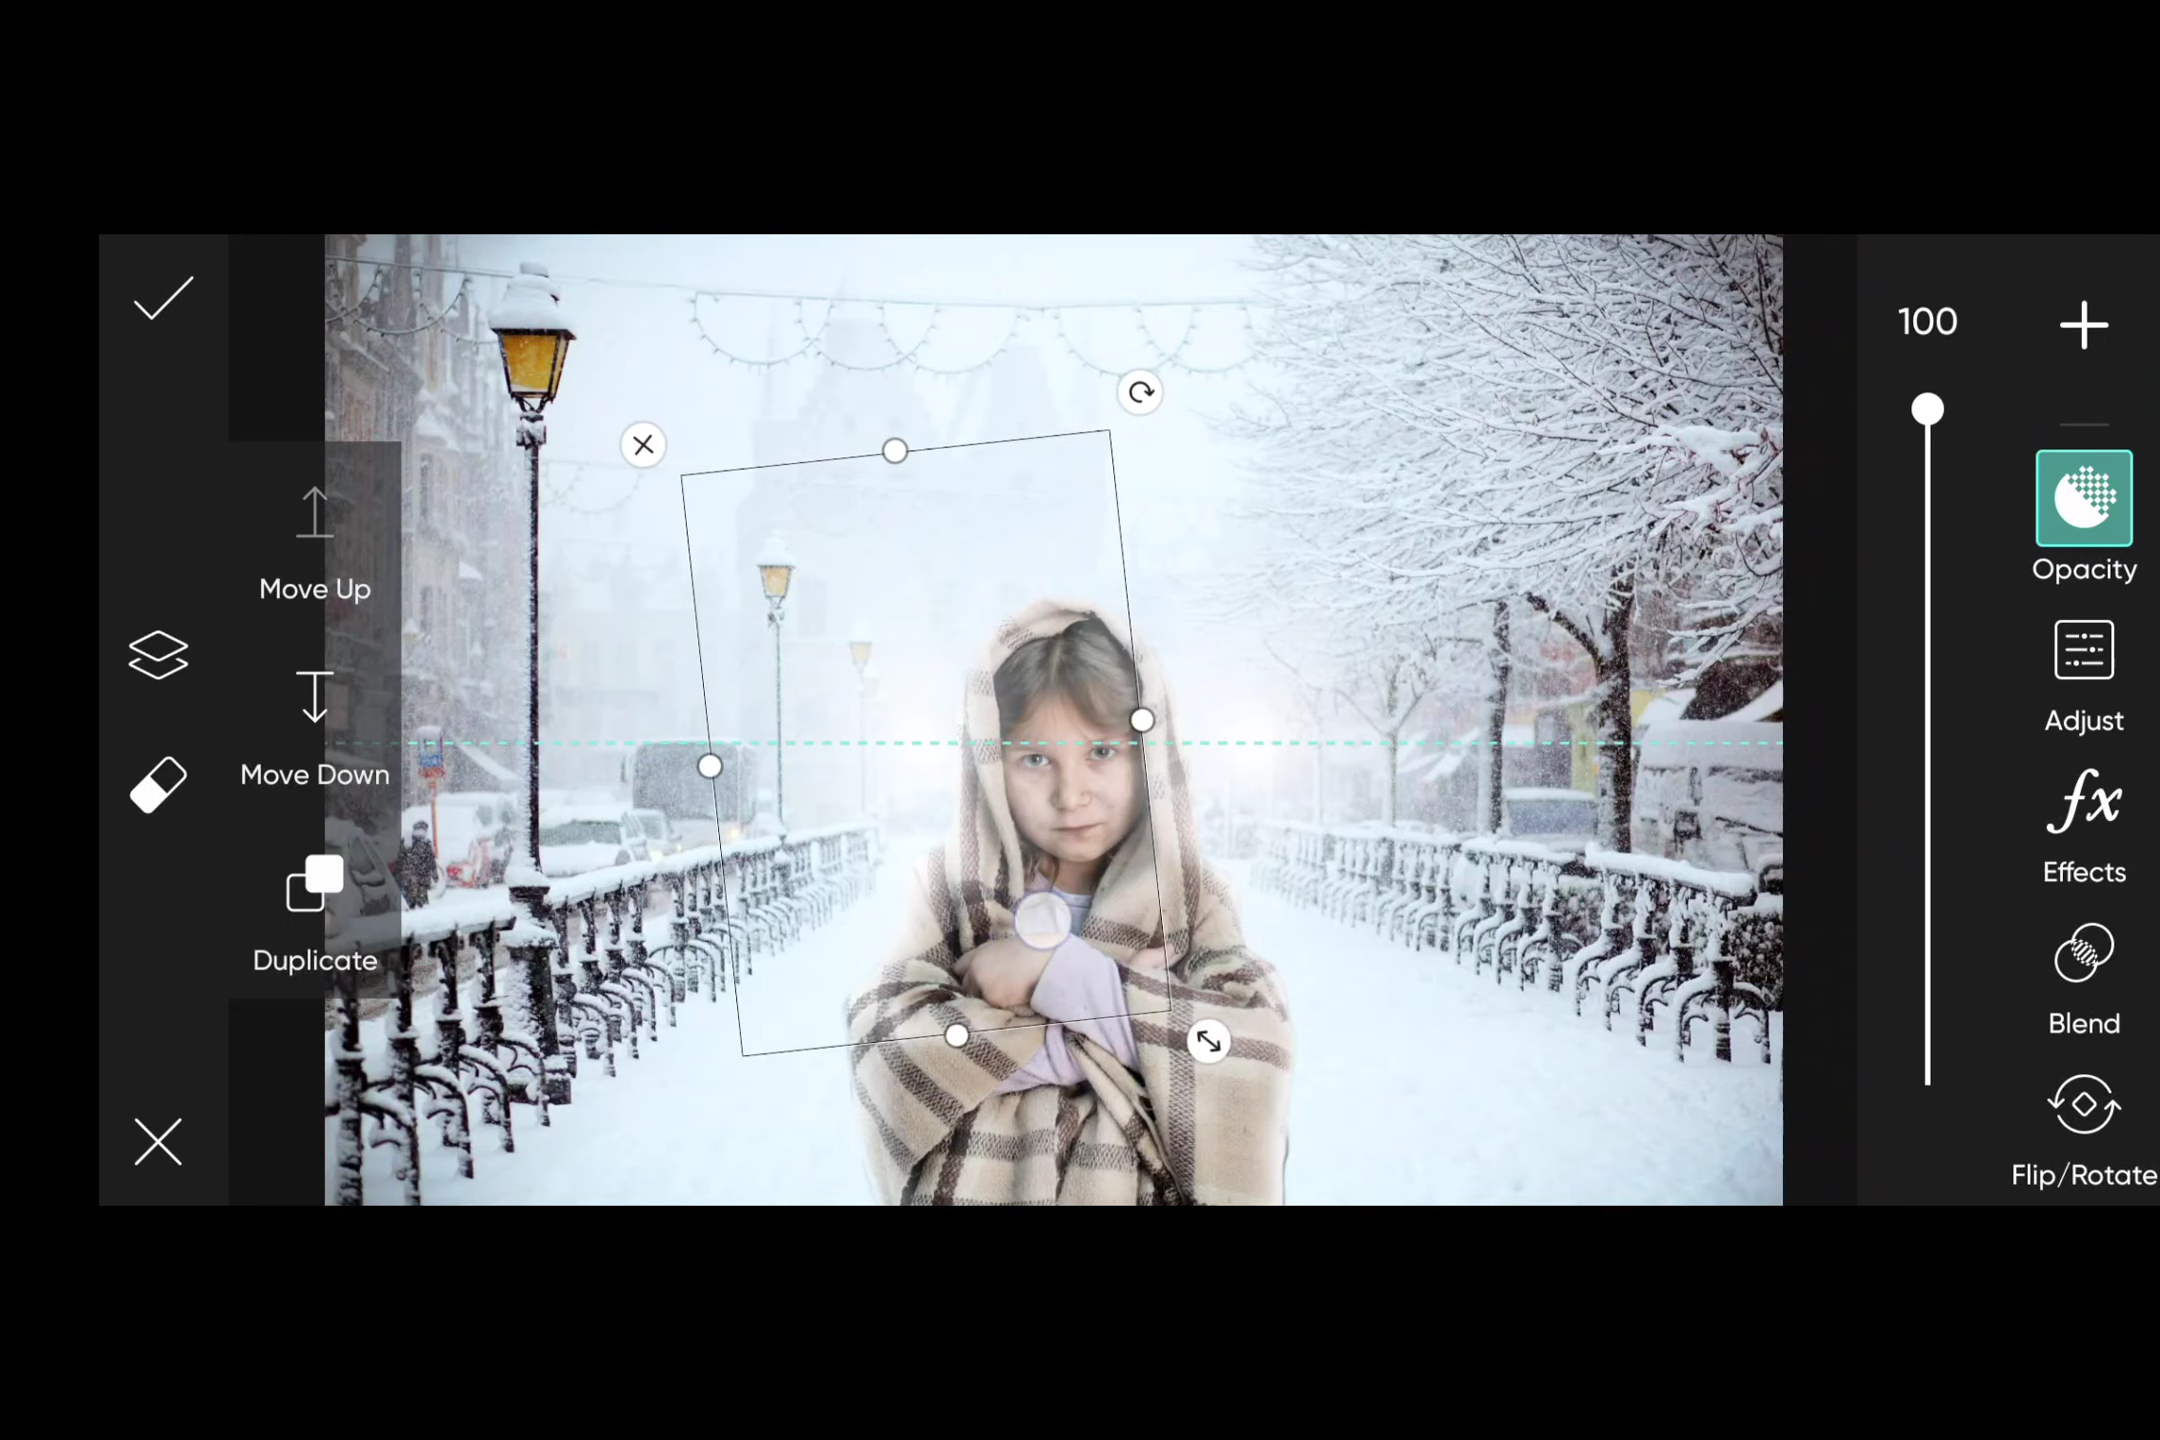 100
Move Up
Opacity
Adjust
Move Down
Effects
Duplicate
Blend
Flip/Rotate